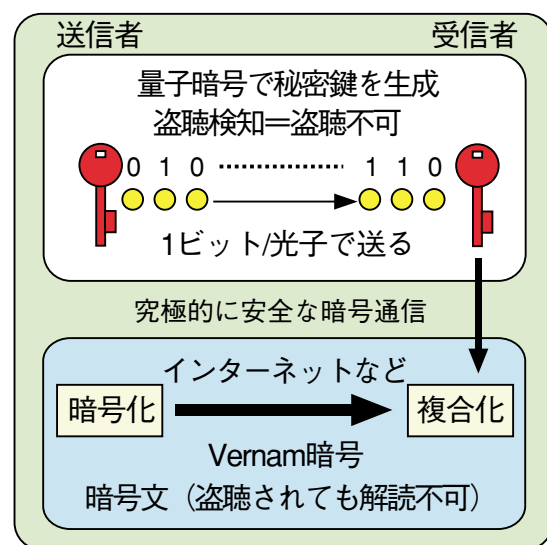 送信者 受信者
量子暗号で秘密鍵を生成
盗聴検知=盗聴不可
0 1 0 ・・・・・・・・・・ 1 1 0
1ビット/光子で送る
究極的に安全な暗号通信
インターネットなど
暗号化 複合化
Vernam暗号
暗号文(盗聴されても解読不可)